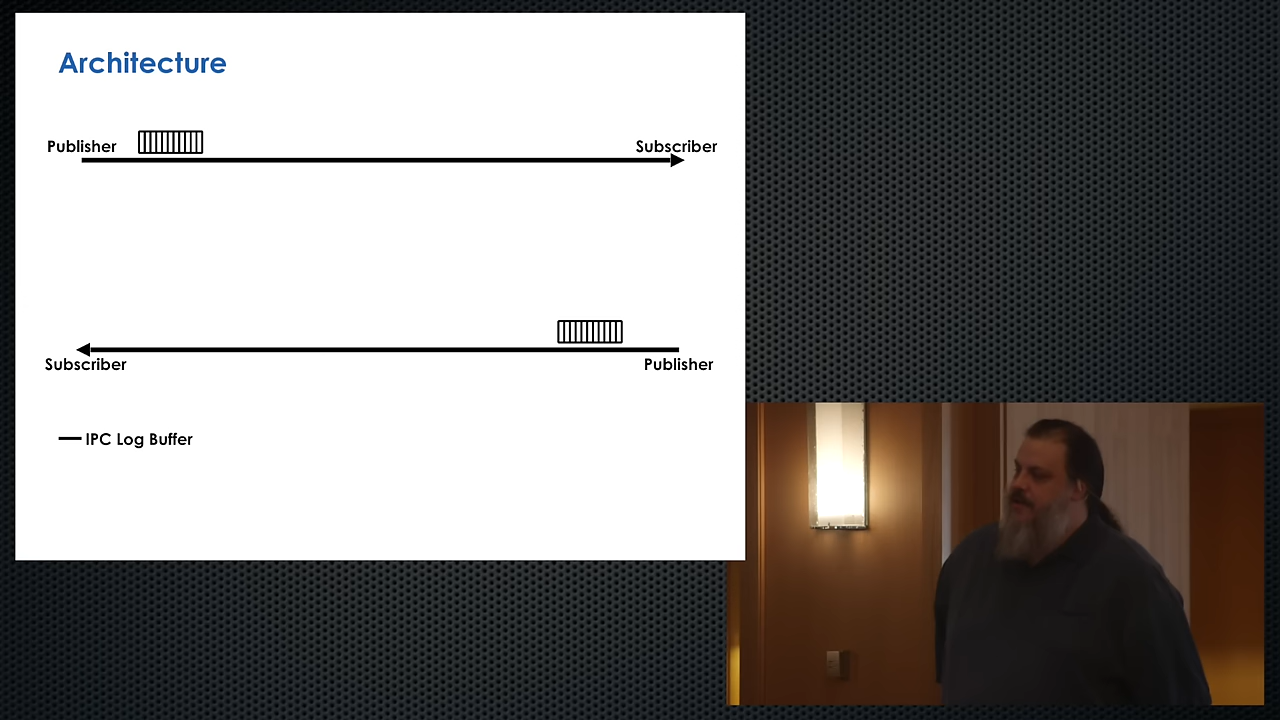 Architecture
Publisher
Subscriber
Subscriber
Publisher
IPC Log Buffer